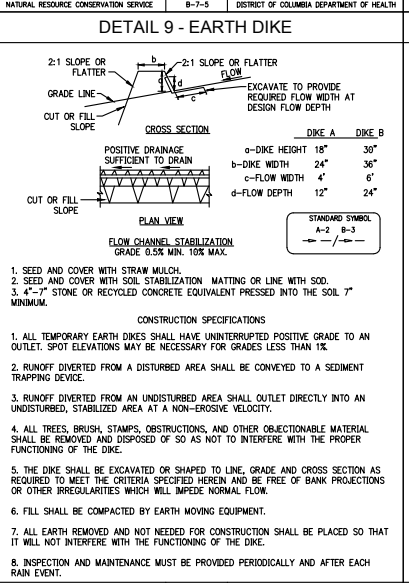 NATURAL RESOURCE CONSERVATION SERVICE B-7-5 DISTRICT OF COLUMBIA DEPARTMENT OF HEALTH
DETAIL 9 - EARTH DIKE
2:1 SLOPE OR
FLATTER
b
2:1 SLOPE OR FLATTER
FLOW
GRADE LINE
a
d
c
EXCAVATE TO PROVIDE
REQUIRED FLOW WIDTH AT
DESIGN FLOW DEPTH
CUT OR FILL
SLOPE
CROSS SECTION
POSITIVE DRAINAGE
SUFFICIENT TO DRAIN
CUT OR FILL
SLOPE
PLAN VIEW
DIKE A DIKE B
a-DIKE HEIGHT 18" 30"
b-DIKE WIDTH 24" 36"
c-FLOW WIDTH 4' 6'
d-FLOW DEPTH 12" 24"
STANDARD SYMBOL
A-2 B-3
/
FLOW CHANNEL STABILIZATION
GRADE 0.5% MIN. 10% MAX.
1. SEED AND COVER WITH STRAW MULCH.
2. SEED AND COVER WITH SOIL STABILIZATION MATTING OR LINE WITH SOD.
3. 4"-7" STONE OR RECYCLED CONCRETE EQUIVALENT PRESSED INTO THE SOIL 7"
MINIMUM.
CONSTRUCTION SPECIFICATIONS
1. ALL TEMPORARY EARTH DIKES SHALL HAVE UNINTERRUPTED POSITIVE GRADE TO AN
OUTLET. SPOT ELEVATIONS MAY BE NECESSARY FOR GRADES LESS THAN 1%.
2. RUNOFF DIVERTED FROM A DISTURBED AREA SHALL BE CONVEYED TO A SEDIMENT
TRAPPING DEVICE.
3. RUNOFF DIVERTED FROM AN UNDISTURBED AREA SHALL OUTLET DIRECTLY INTO AN
UNDISTURBED, STABILIZED AREA AT A NON-EROSIVE VELOCITY.
4. ALL TREES, BRUSH, STAMPS, OBSTRUCTIONS, AND OTHER OBJECTIONABLE MATERIAL
SHALL BE REMOVED AND DISPOSED OF SO AS NOT TO INTERFERE WITH THE PROPER
FUNCTIONING OF THE DIKE.
5. THE DIKE SHALL BE EXCAVATED OR SHAPED TO LINE, GRADE AND CROSS SECTION AS
REQUIRED TO MEET THE CRITERIA SPECIFIED HEREIN AND BE FREE OF BANK PROJECTIONS
OR OTHER IRREGULARITIES WHICH WILL IMPEDE NORMAL FLOW.
6. FILL SHALL BE COMPACTED BY EARTH MOVING EQUIPMENT.
7. ALL EARTH REMOVED AND NOT NEEDED FOR CONSTRUCTION SHALL BE PLACED SO THAT
IT WILL NOT INTERFERE WITH THE FUNCTIONING OF THE DIKE.
8. INSPECTION AND MAINTENANCE MUST BE PROVIDED PERIODICALLY AND AFTER EACH
RAIN EVENT.